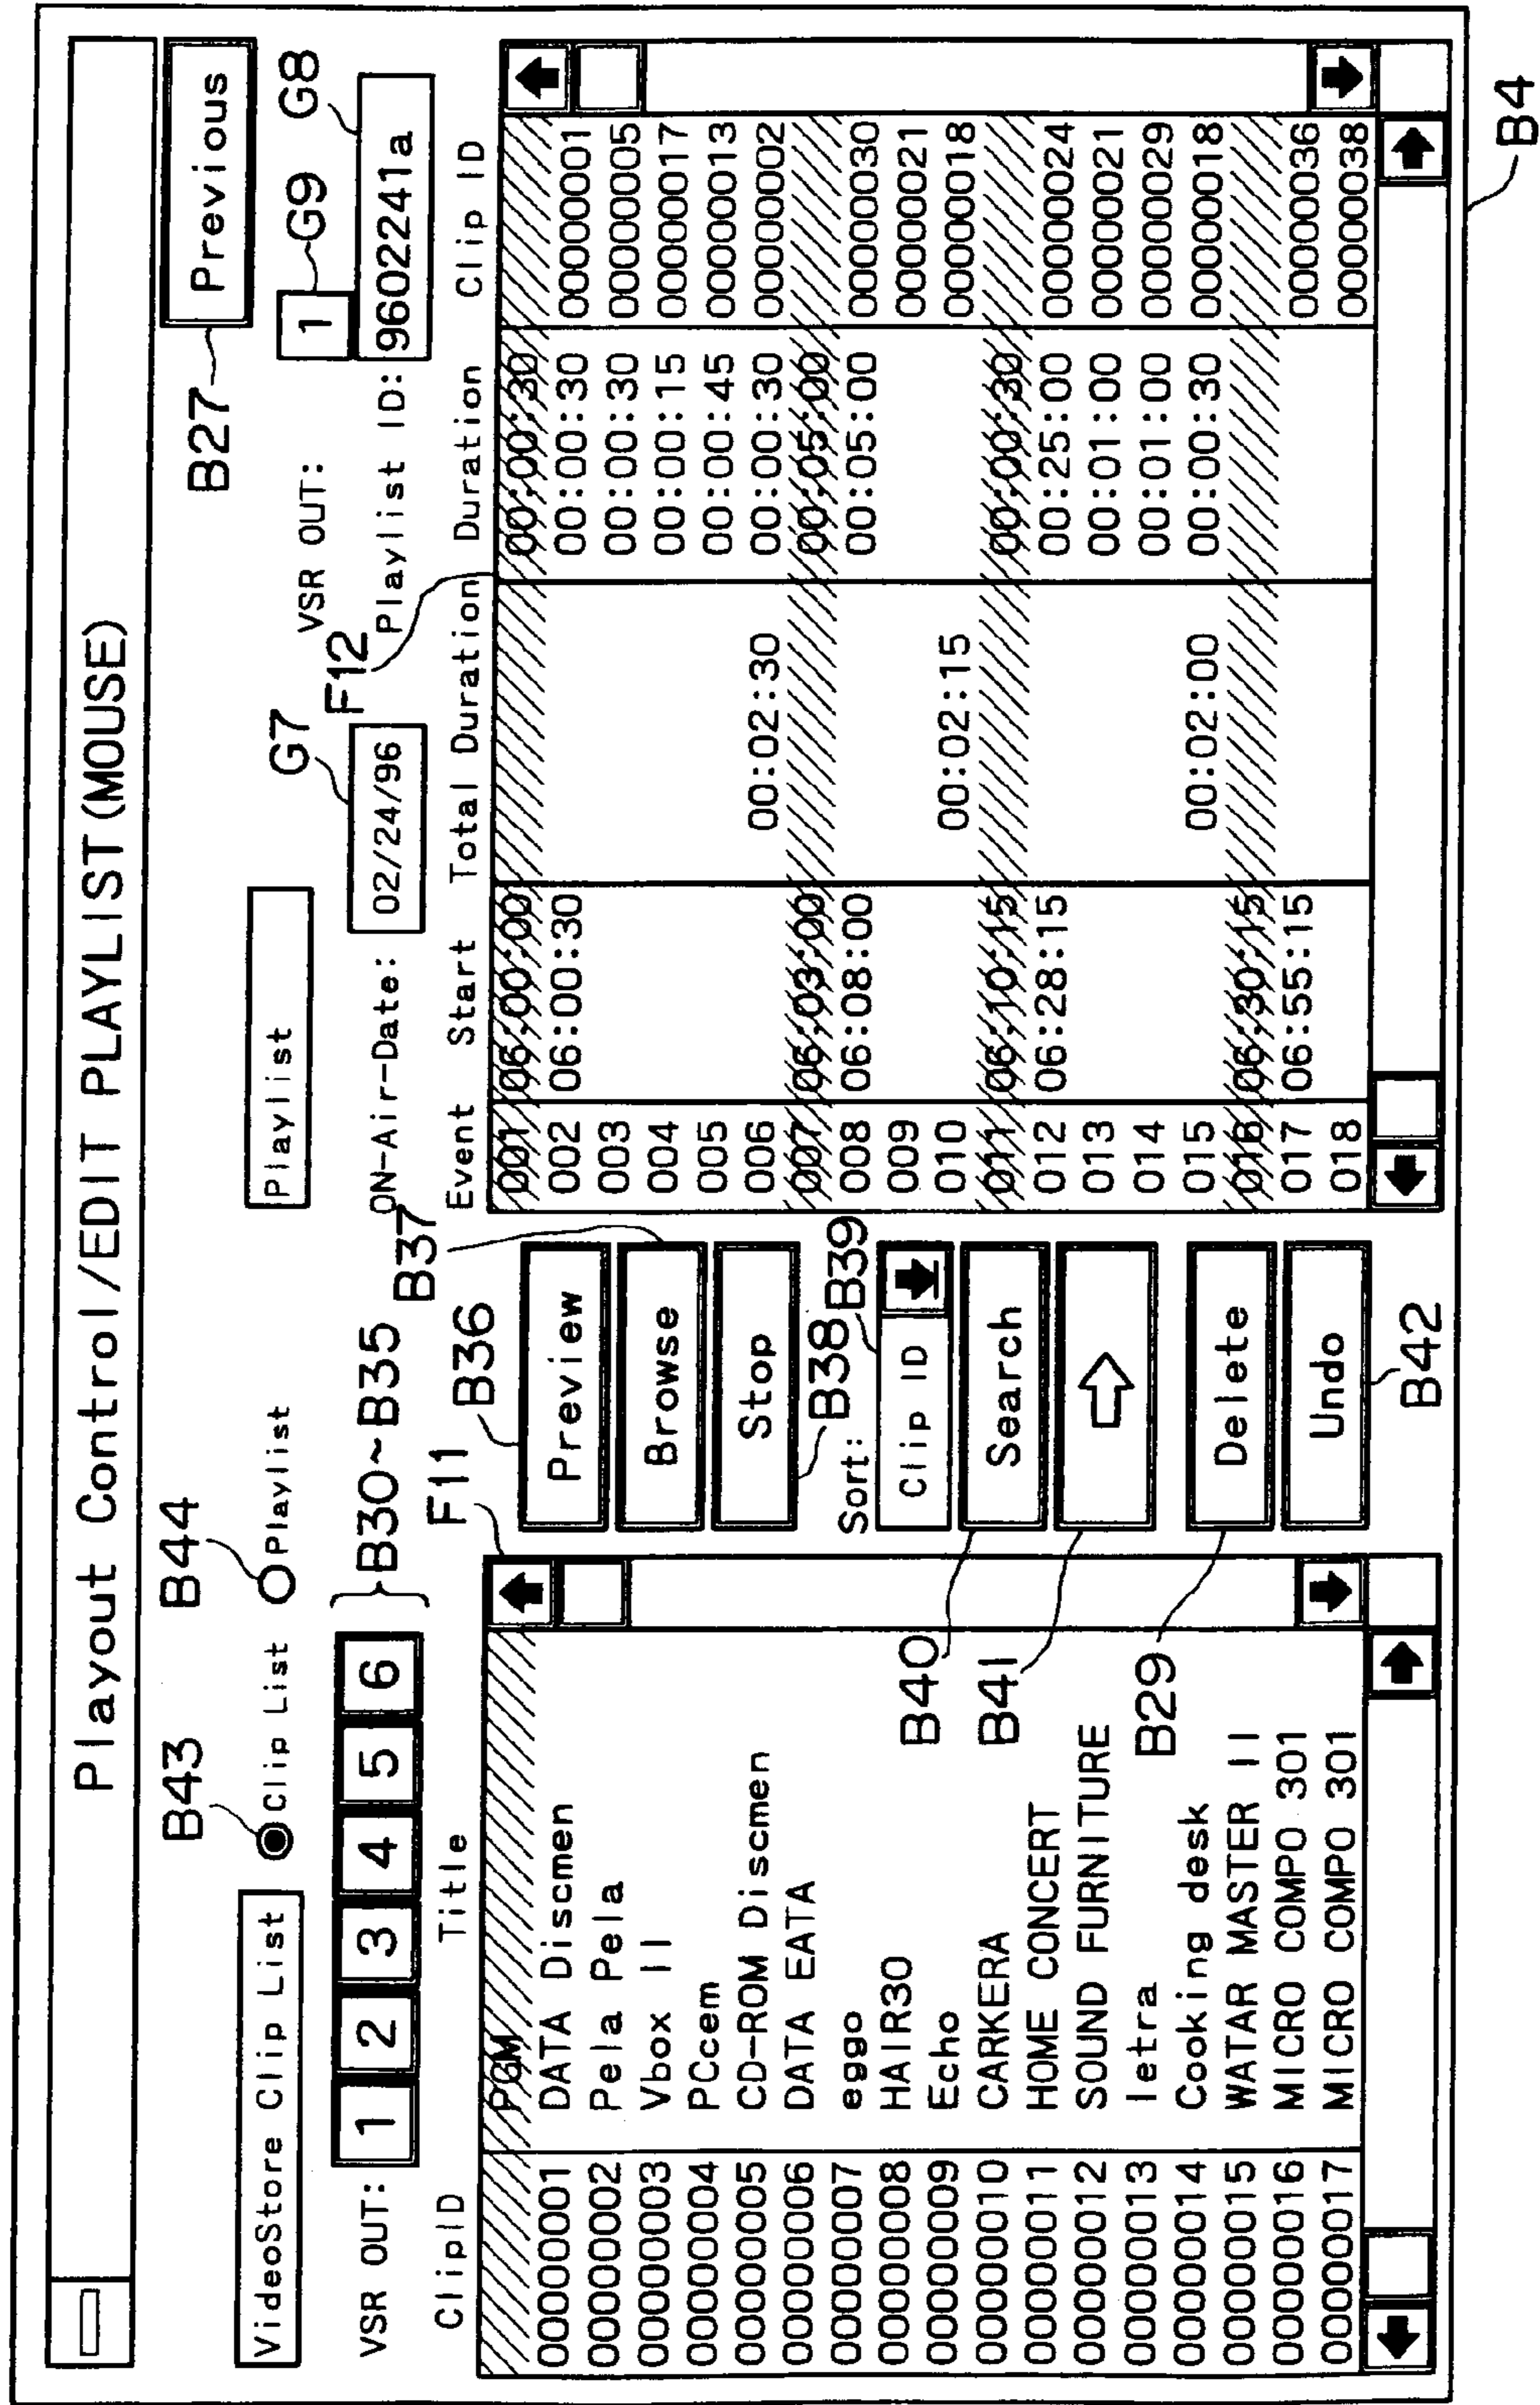 Playout Control/EDIT PLAYLIST(MOUSE)
B43
B44
B27
Previous
VideoStore Clip List
Clip List
Playlist
Playlist
G7
G9
G8
VSR OUT:
1 2 3 4 5 6
B30~B35
VSR OUT:
1
F12
ON-Air-Date:
02/24/96
Playlist ID:
96022241a
B37
ClipID Title
F11
B36
Event Start Total Duration Duration Clip ID
PGM
00000001 DATA Discmen
00000002 Pela Pela
00000003 Vbox II
00000004 PCcem
00000005 CD-ROM Discmen
00000006 DATA EATA
00000007 eggo
00000008 HAIR30
00000009 Echo
00000010 CARKERA
00000011 HOME CONCERT
00000012 SOUND FURNITURE
00000013 letra
00000014 Cooking desk
00000015 WATAR MASTER II
00000016 MICRO COMPO 301
00000017 MICRO COMPO 301
Preview
Browse
Stop
B38
B39
Sort:
Clip ID
Search
Delete
Undo
B40
B41
B29
B42
001 06:00:00 00:00:30
002 06:00:30 00:00:30 00000001
003 00:00:30 00000005
004 00:00:15 00000017
005 00:00:45 00000013
006 00:02:30 00:00:30 00000002
007 06:03:00 00:05:00
008 06:08:00 00:05:00 00000030
009 00000021
010 00:02:15 00000018
011 06:10:15 00:00:30
012 06:28:15 00:25:00 00000024
013 00:01:00 00000021
014 00:01:00 00000029
015 00:02:00 00:00:30 00000018
016 06:30:15
017 06:55:15 00000036
018 00000038
B4